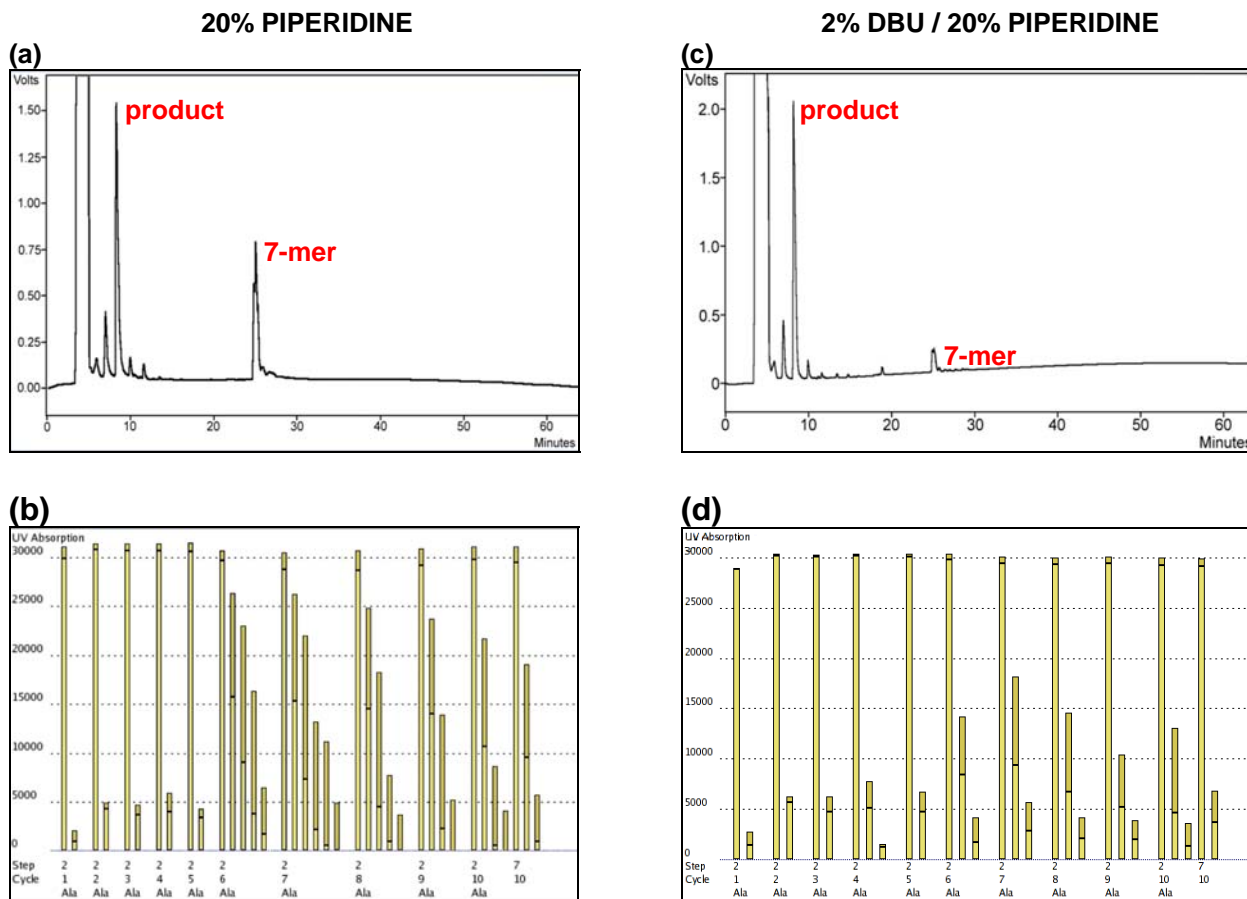 20% PIPERIDINE
(a)
Volts
product
7-mer
1.50
1.25
1.00
0.75
0.50
0.25
0.00
0 10 20 30 40 50 60
Minutes
2% DBU / 20% PIPERIDINE
(c)
Volts
product
7-mer
2.0
1.5
1.0
0.5
0
0 10 20 30 40 50 60
Minutes
(b)
UV Absorption
30000
25000
20000
15000
10000
5000
0
Step 2 2 2 2 2 2 2 2 2 2 7
Cycle 1 2 3 4 5 6 7 8 9 10 10
Ala Ala Ala Ala Ala Ala Ala Ala Ala Ala
(d)
UV Absorption
30000
25000
20000
15000
10000
5000
0
Step 2 2 2 2 2 2 2 2 2 2 7
Cycle 1 2 3 4 5 6 7 8 9 10 10
Ala Ala Ala Ala Ala Ala Ala Ala Ala Ala